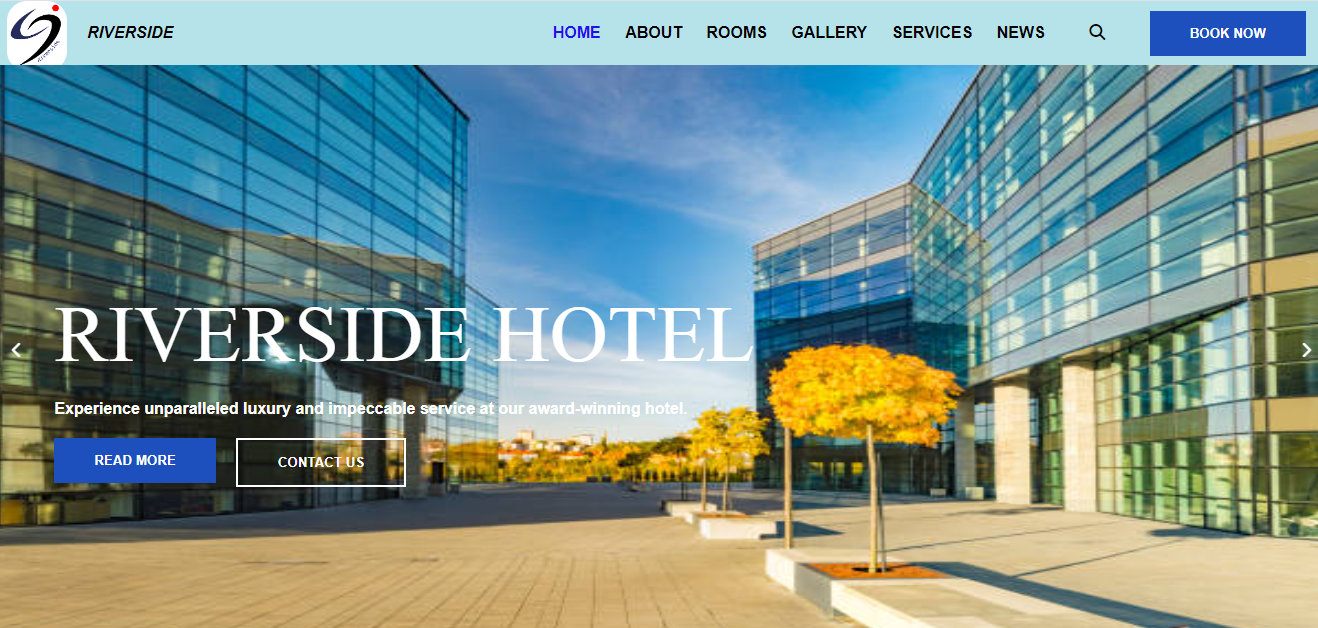 RIVERSIDE
HOME ABOUT ROOMS GALLERY SERVICES NEWS
BOOK NOW
RIVERSIDE HOTEL
Experience unparalleled luxury and impeccable service at our award-winning hotel.
READ MORE
CONTACT US